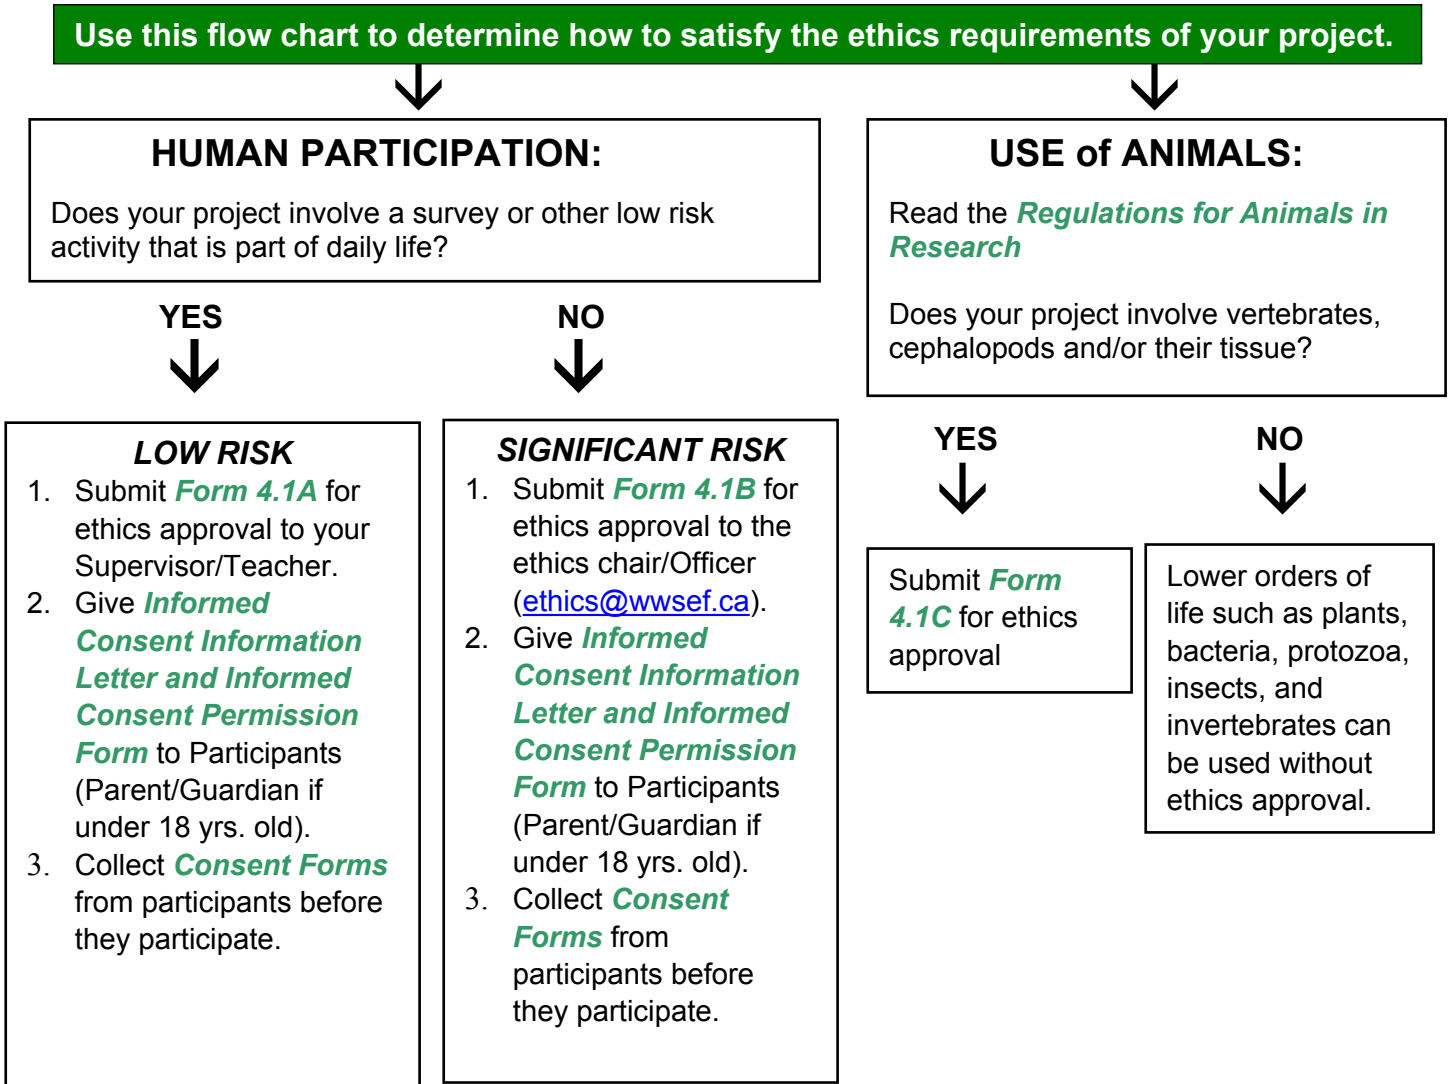 Use this flow chart to determine how to satisfy the ethics requirements of your project.
HUMAN PARTICIPATION:
Does your project involve a survey or other low risk
activity that is part of daily life?
YES
NO
LOW RISK
1. Submit Form 4.1A for
ethics approval to your
Supervisor/Teacher.
2. Give Informed
Consent Information
Letter and Informed
Consent Permission
Form to Participants
(Parent/Guardian if
under 18 yrs. old).
3. Collect Consent Forms
from participants before
they participate.
SIGNIFICANT RISK
1. Submit Form 4.1B for
ethics approval to the
ethics chair/Officer
(ethics@wwsef.ca).
2. Give Informed
Consent Information
Letter and Informed
Consent Permission
Form to Participants
(Parent/Guardian if
under 18 yrs. old).
3. Collect Consent
Forms from
participants before
they participate.
USE of ANIMALS:
Read the Regulations for Animals in
Research
Does your project involve vertebrates,
cephalopods and/or their tissue?
YES
NO
Submit Form
4.1C for ethics
approval
Lower orders of
life such as plants,
bacteria, protozoa,
insects, and
invertebrates can
be used without
ethics approval.